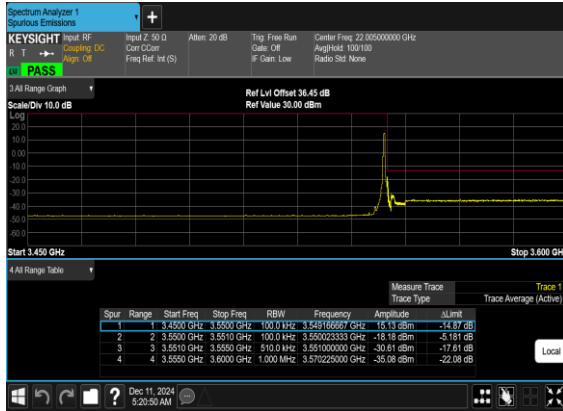 Spectrum Analyzer 1
Spurious Emissions
+
KEYSIGHT Input: RF Input Z: 50 Ω Atten: 20 dB Trig: Free Run Center Freq: 22.005000000 GHz
R T Coupling: DC Corr CCorr Gate: Off Avg|Hold: 100/100
Align: Off Freq Ref: Int (S) IF Gain: Low Radio Std: None
PASS
3 All Range Graph
Ref Lvl Offset 36.45 dB
Scale/Div 10.0 dB Ref Value 30.00 dBm
Log
20.0
10.0
0.00
-10.0
-20.0
-30.0
-40.0
-50.0
-60.0
Start 3.450 GHz Stop 3.600 GH
4 All Range Table
Measure Trace Trace 1
Trace Type Trace Average (Active)
Spur Range Start Freq Stop Freq RBW Frequency Amplitude ΔLimit
1 1 3.4500 GHz 3.5500 GHz 100.0 kHz 3.549166667 GHz 15.13 dBm -14.87 dB
2 2 3.5500 GHz 3.5510 GHz 100.0 kHz 3.550023333 GHz -18.18 dBm -5.181 dB
3 3 3.5510 GHz 3.5550 GHz 510.0 kHz 3.551000000 GHz -30.61 dBm -17.61 dB
4 4 3.5550 GHz 3.6000 GHz 1.000 MHz 3.570225000 GHz -35.08 dBm -22.08 dB
Local
? Dec 11, 2024
5:20:50 AM